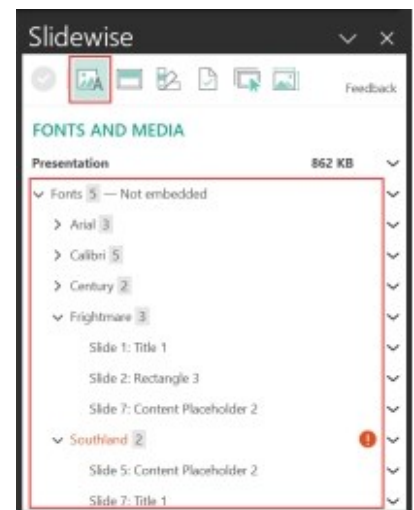 Slidewise
Feedback
FONTS AND MEDIA
Presentation 862 KB
Fonts 5 — Not embedded
Arial 3
Calibri 5
Century 2
Frightmare 3
Slide 1: Title 1
Slide 2: Rectangle 3
Slide 7: Content Placeholder 2
Southland 2
Slide 5: Content Placeholder 2
Slide 7: Title 1